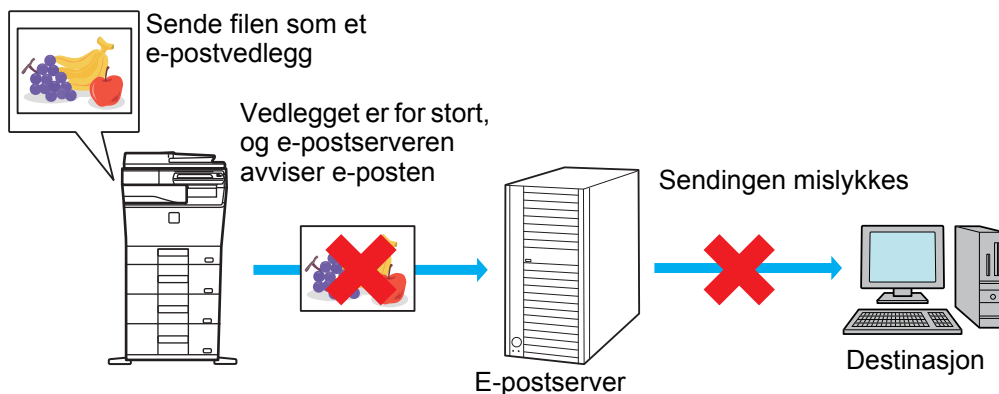 Sende filen som et
e-postvedlegg
Vedlegget er for stort,
og e-postserveren
avviser e-posten
Sendingen mislykkes
E-postserver
Destinasjon